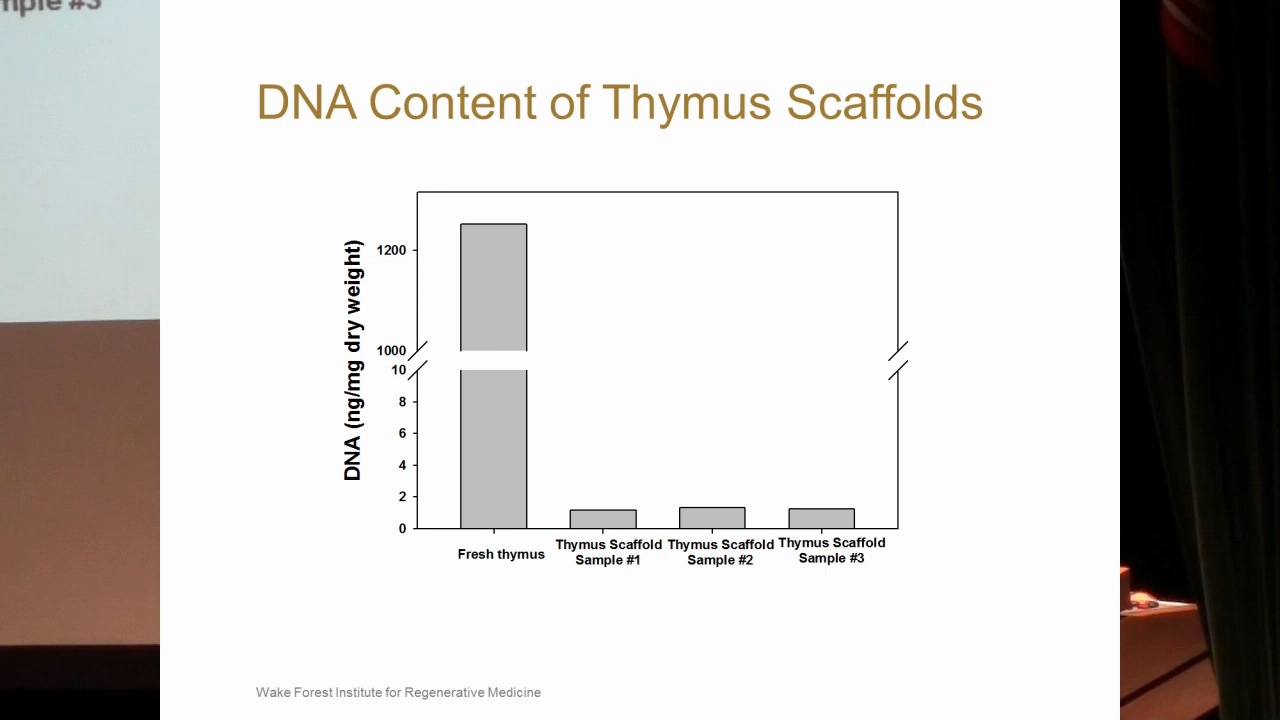 mple #3
DNA Content of Thymus Scaffolds
DNA (ng/mg dry weight)
1200
1000
10
8
6
4
2
0
Fresh thymus
Thymus Scaffold
Sample #1
Thymus Scaffold
Sample #2
Thymus Scaffold
Sample #3
Wake Forest Institute for Regenerative Medicine